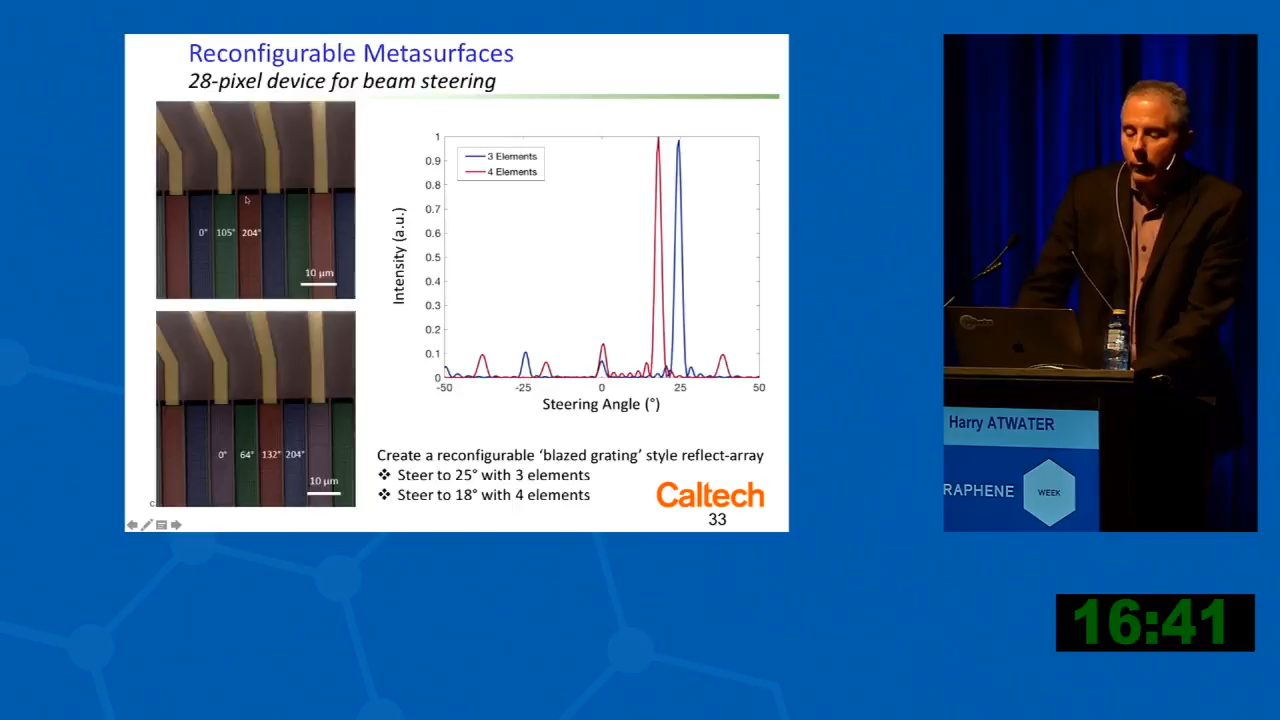 Reconfigurable Metasurfaces
28-pixel device for beam steering
0° 105° 204°
10 μm
0° 64° 132° 204°
10 μm
1
0.9
0.8
0.7
0.6
0.5
0.4
0.3
0.2
0.1
0
-50 -25 0 25 50
Intensity (a.u.)
Steering Angle (°)
3 Elements
4 Elements
Create a reconfigurable ‘blazed grating’ style reflect-array
❖ Steer to 25° with 3 elements
❖ Steer to 18° with 4 elements
Caltech
33
Harry ATWATER
RAPHENE
WEEK
16:41